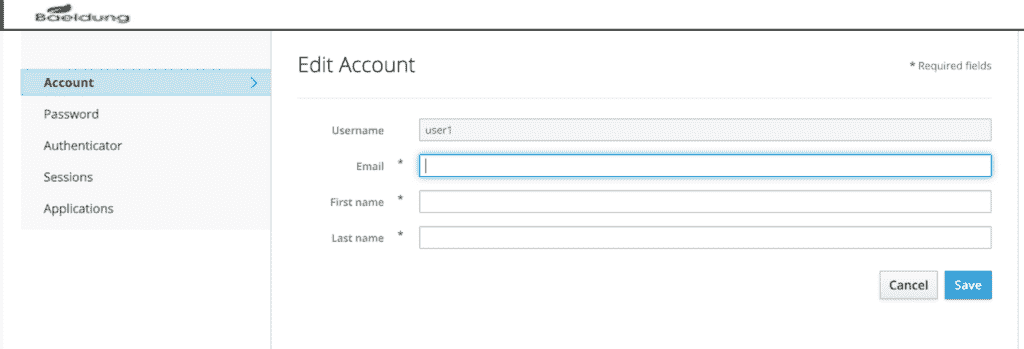 Baeldung
Account
Password
Authenticator
Sessions
Applications
Edit Account
* Required fields
Username
user1
Email *
First name *
Last name *
Cancel
Save